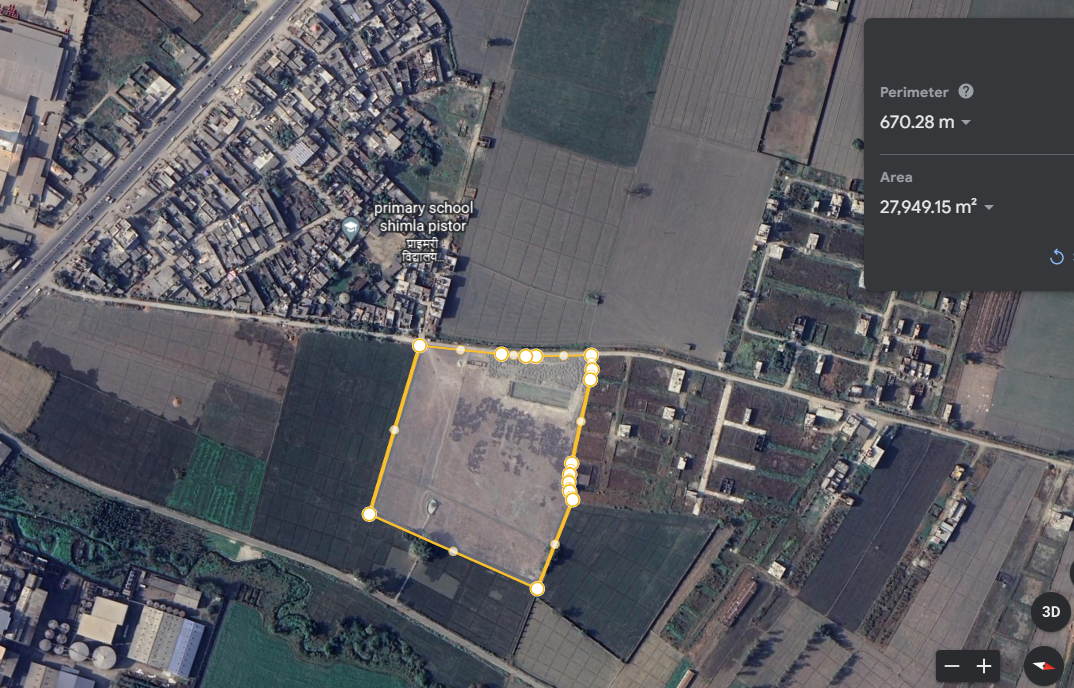 Perimeter
670.28 m
Area
27,949.15 m²
primary school
shimla pistor
प्राइमरी
विद्यालय...
3D